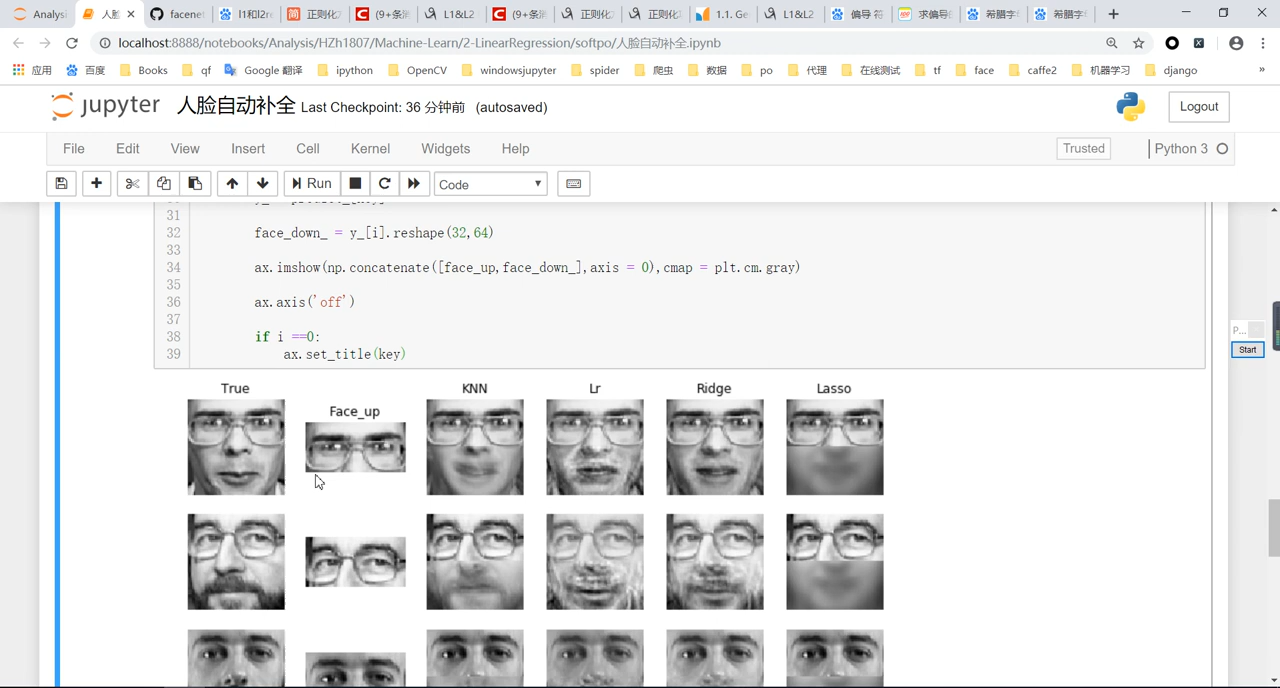 Analysi
人脸
facenet
l1和l2re
正则化
(9+条消
L1&L2
(9+条消
正则化
正则化
1.1. Ge
L1&L2
偏导 符
求偏导
希腊字
希腊字
localhost:8888/notebooks/Analysis/HZh1807/Machine-Learn/2-LinearRegression/softpo/人脸自动补全.ipynb
应用 百度 Books qf Google 翻译 ipython OpenCV windowsjupyter spider 爬虫 数据 po 代理 在线测试 tf face caffe2 机器学习 django »
jupyter 人脸自动补全 Last Checkpoint: 36 分钟前 (autosaved)
Logout
File Edit View Insert Cell Kernel Widgets Help
Trusted
Python 3
Run
Code
31
32 face_down_ = y_[i].reshape(32,64)
33
34 ax.imshow(np.concatenate([face_up,face_down_],axis = 0),cmap = plt.cm.gray)
35
36 ax.axis('off')
37
38 if i ==0:
39 ax.set_title(key)
P...
Start
True Face_up KNN Lr Ridge Lasso